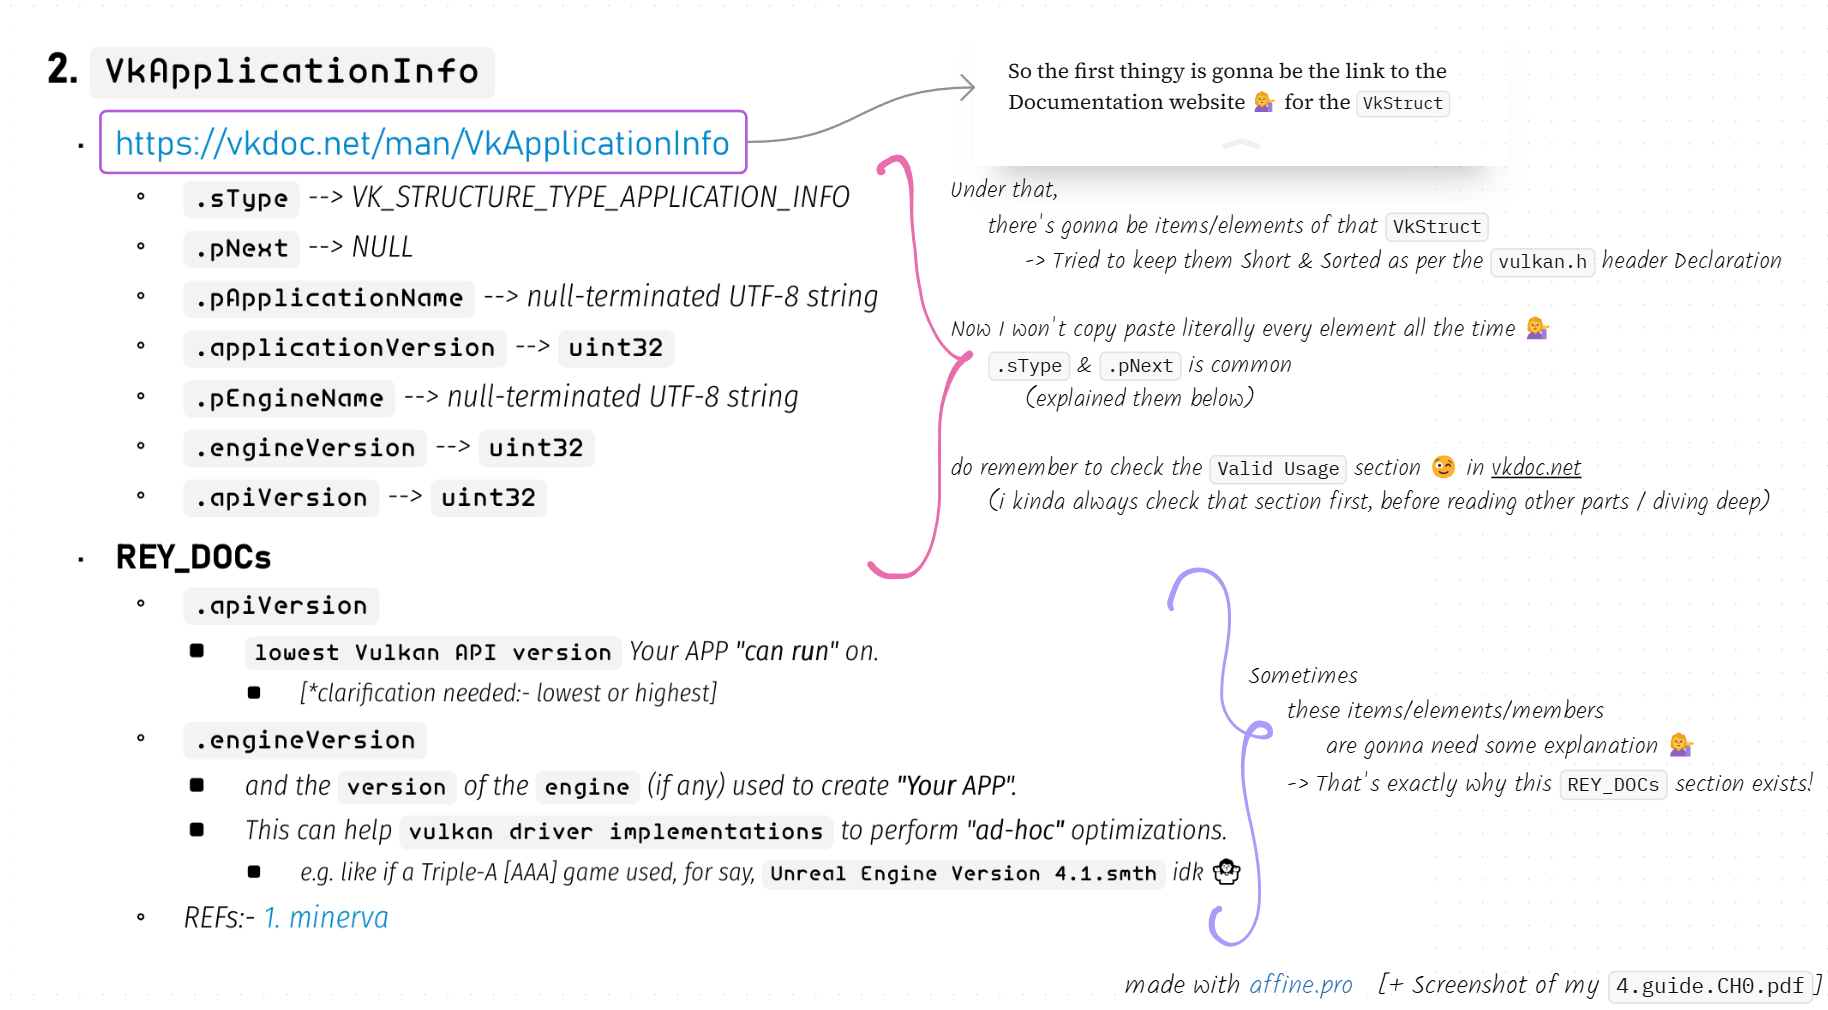 2. VkApplicationInfo
· https://vkdoc.net/man/VkApplicationInfo
◦ .sType --> VK_STRUCTURE_TYPE_APPLICATION_INFO
◦ .pNext --> NULL
◦ .pApplicationName --> null-terminated UTF-8 string
◦ .applicationVersion --> uint32
◦ .pEngineName --> null-terminated UTF-8 string
◦ .engineVersion --> uint32
◦ .apiVersion --> uint32
· REY_DOCs
◦ .apiVersion
▪ lowest Vulkan API version Your APP "can run" on.
▪ [*clarification needed:- lowest or highest]
◦ .engineVersion
▪ and the version of the engine (if any) used to create "Your APP".
▪ This can help vulkan driver implementations to perform "ad-hoc" optimizations.
▪ e.g. like if a Triple-A [AAA] game used, for say, Unreal Engine Version 4.1.smth idk
◦ REFs:- 1. minerva
So the first thingy is gonna be the link to the
Documentation website 💁 for the VkStruct
Under that,
there's gonna be items/elements of that VkStruct
-> Tried to keep them Short & Sorted as per the vulkan.h header Declaration
Now I won't copy paste literally every element all the time 💁
.sType & .pNext is common
(explained them below)
do remember to check the Valid Usage section 😉 in vkdoc.net
(i kinda always check that section first, before reading other parts / diving deep)
Sometimes
these items/elements/members
are gonna need some explanation 💁
-> That's exactly why this REY_DOCs section exists!
made with affine.pro [+ Screenshot of my 4.guide.CH0.pdf]